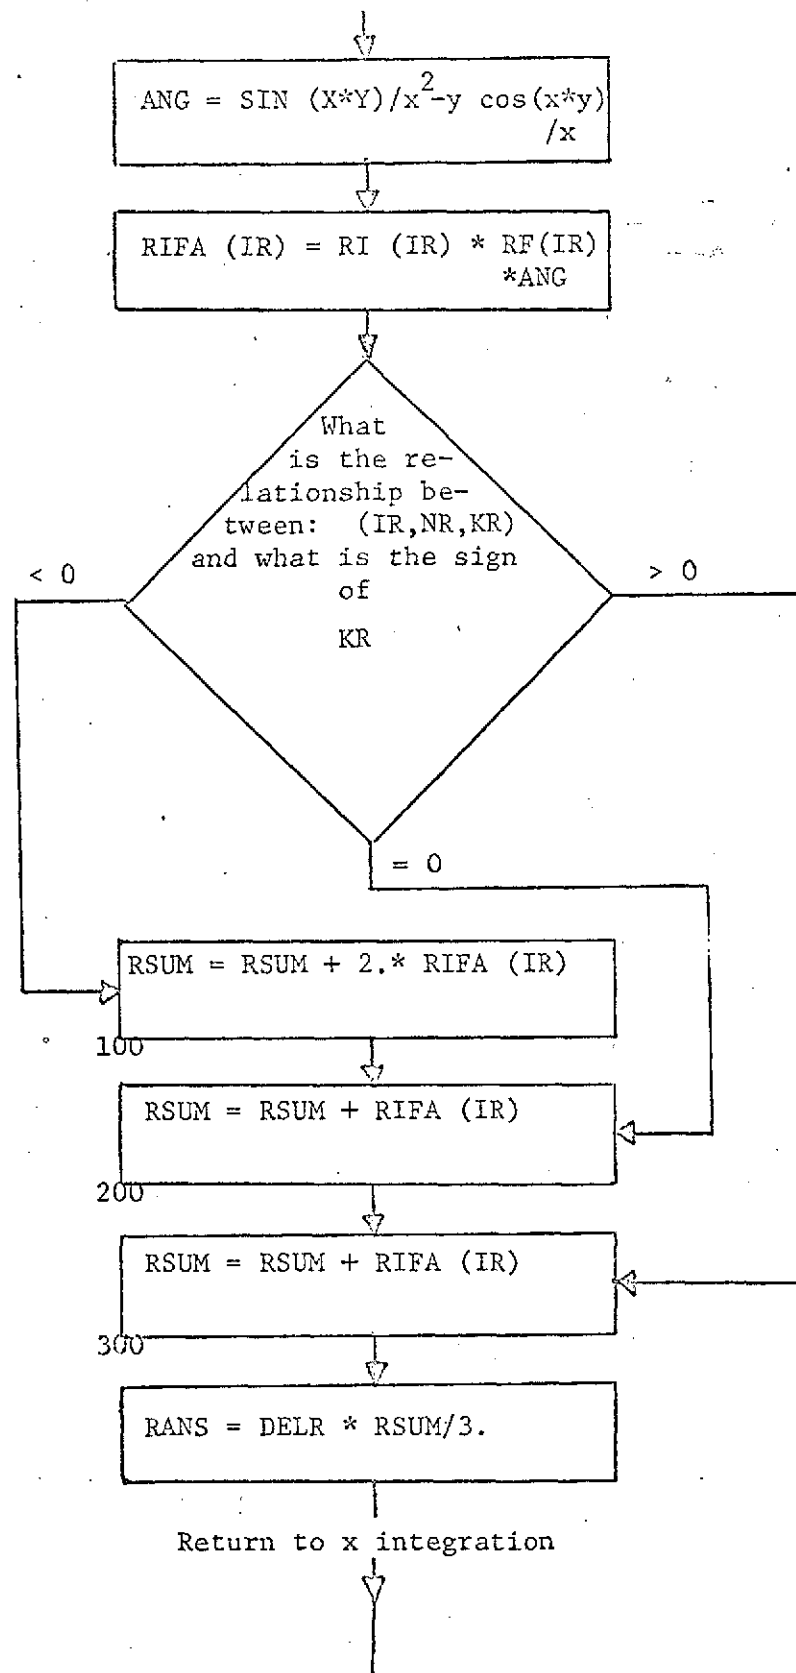 ANG = SIN (X*Y)/x²-y cos(x*y)
/x
RIFA (IR) = RI (IR) * RF(IR)
*ANG
What
is the re-
lationship be-
tween: (IR,NR,KR)
and what is the sign
of
KR
< 0
> 0
= 0
RSUM = RSUM + 2.* RIFA (IR)
100
RSUM = RSUM + RIFA (IR)
200
RSUM = RSUM + RIFA (IR)
300
RANS = DELR * RSUM/3.
Return to x integration